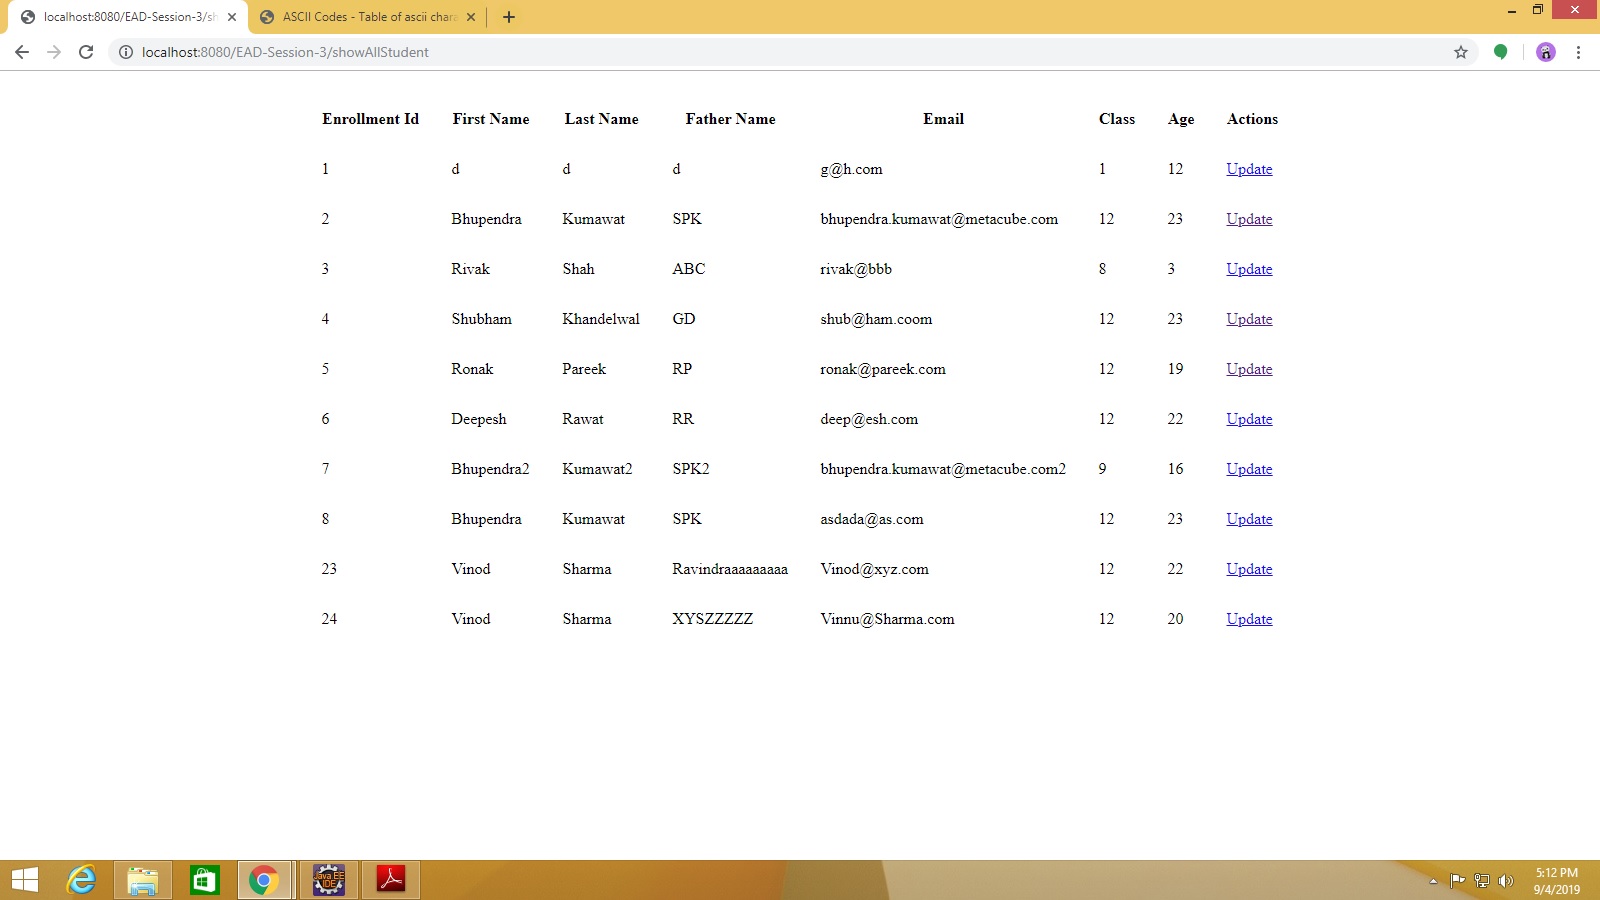 localhost:8080/EAD-Session-3/sh
ASCII Codes - Table of ascii chara
localhost:8080/EAD-Session-3/showAllStudent
Enrollment Id First Name Last Name Father Name Email Class Age Actions
1 d d d g@h.com 1 12 Update
2 Bhupendra Kumawat SPK bhupendra.kumawat@metacube.com 12 23 Update
3 Rivak Shah ABC rivak@bbb 8 3 Update
4 Shubham Khandelwal GD shub@ham.coom 12 23 Update
5 Ronak Pareek RP ronak@pareek.com 12 19 Update
6 Deepesh Rawat RR deep@esh.com 12 22 Update
7 Bhupendra2 Kumawat2 SPK2 bhupendra.kumawat@metacube.com2 9 16 Update
8 Bhupendra Kumawat SPK asdada@as.com 12 23 Update
23 Vinod Sharma Ravindraaaaaaaaa Vinod@xyz.com 12 22 Update
24 Vinod Sharma XYSZZZZZ Vinnu@Sharma.com 12 20 Update
Java EE
IDE
5:12 PM
9/4/2019